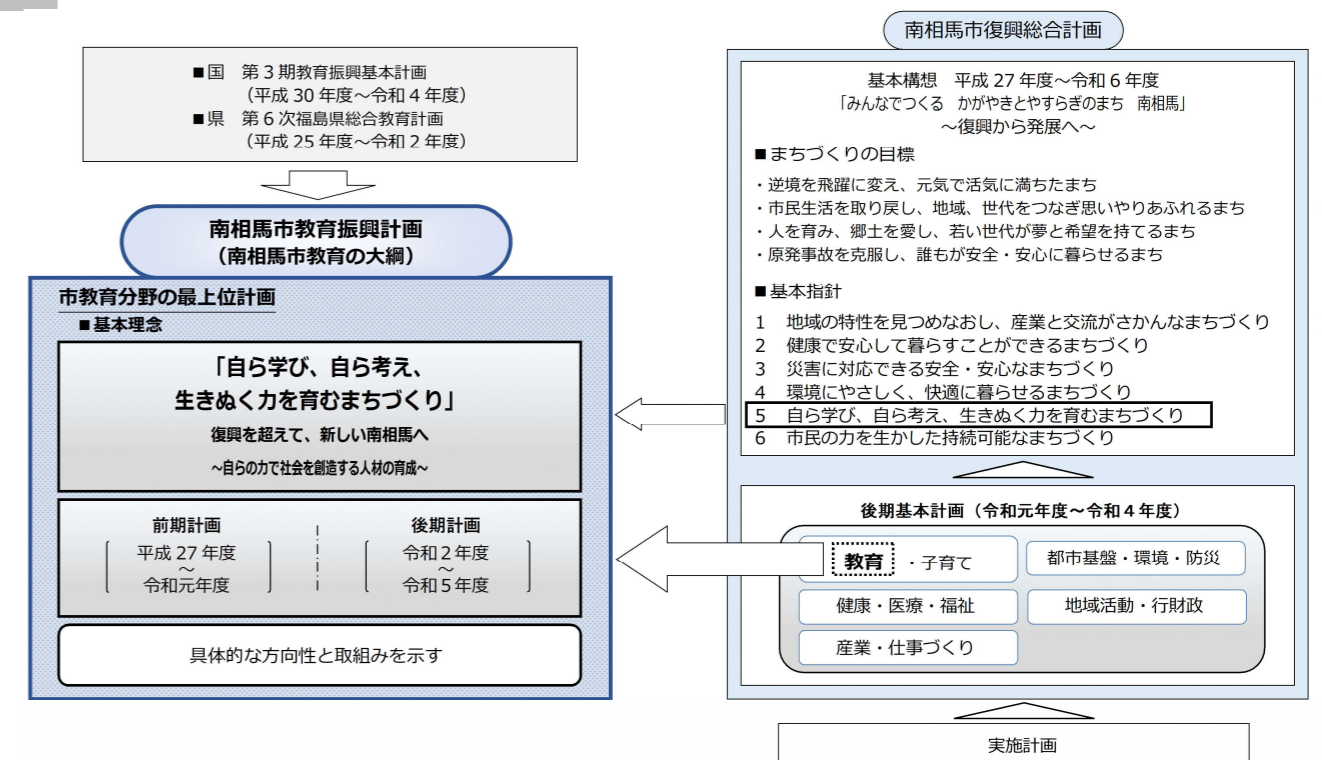 ■国　第３期教育振興基本計画
（平成 30 年度～令和４年度）
■県　第６次福島県総合教育計画
（平成 25 年度～令和２年度）
南相馬市教育振興計画
（南相馬市教育の大綱）
市教育分野の最上位計画
■基本理念
「自ら学び、自ら考え、
生きぬく力を育むまちづくり」
復興を超えて、新しい南相馬へ
～自らの力で社会を創造する人材の育成～
前期計画
平成 27 年度
～
令和元年度
後期計画
令和２年度
～
令和５年度
具体的な方向性と取組みを示す
南相馬市復興総合計画
基本構想　平成 27 年度～令和６年度
「みんなでつくる　かがやきとやすらぎのまち　南相馬」
～復興から発展へ～
■まちづくりの目標
・逆境を飛躍に変え、元気で活気に満ちたまち
・市民生活を取り戻し、地域、世代をつなぎ思いやりあふれるまち
・人を育み、郷土を愛し、若い世代が夢と希望を持てるまち
・原発事故を克服し、誰もが安全・安心に暮らせるまち
■基本指針
1　地域の特性を見つめなおし、産業と交流がさかんなまちづくり
2　健康で安心して暮らすことができるまちづくり
3　災害に対応できる安全・安心なまちづくり
4　環境にやさしく、快適に暮らせるまちづくり
5　自ら学び、自ら考え、生きぬく力を育むまちづくり
6　市民の力を生かした持続可能なまちづくり
後期基本計画（令和元年度～令和４年度）
教育・子育て
都市基盤・環境・防災
健康・医療・福祉
地域活動・行財政
産業・仕事づくり
実施計画